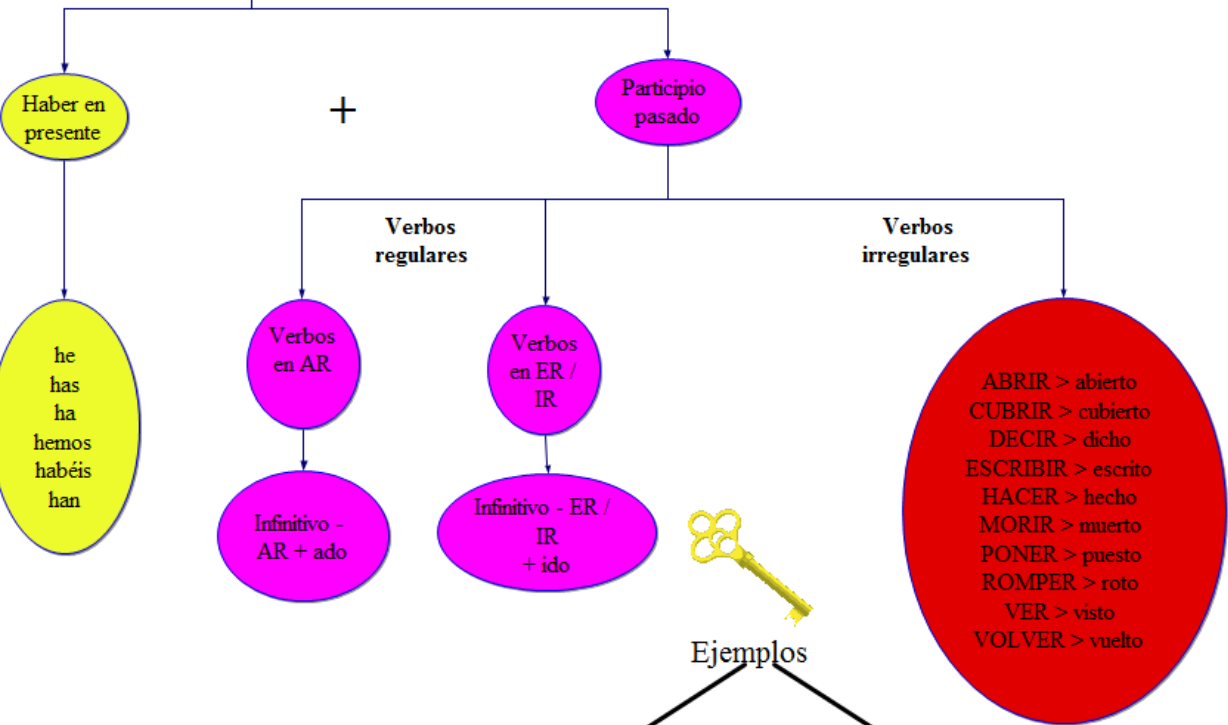 Haber en
presente
+
Participio
pasado
Verbos
regulares
Verbos
irregulares
he
has
ha
hemos
habéis
han
Verbos
en AR
Verbos
en ER /
IR
Infinitivo -
AR + ado
Infinitivo - ER /
IR
+ ido
ABRIR > abierto
CUBRIR > cubierto
DECIR > dicho
ESCRIBIR > escrito
HACER > hecho
MORIR > muerto
PONER > puesto
ROMPER > roto
VER > visto
VOLVER > vuelto
Ejemplos